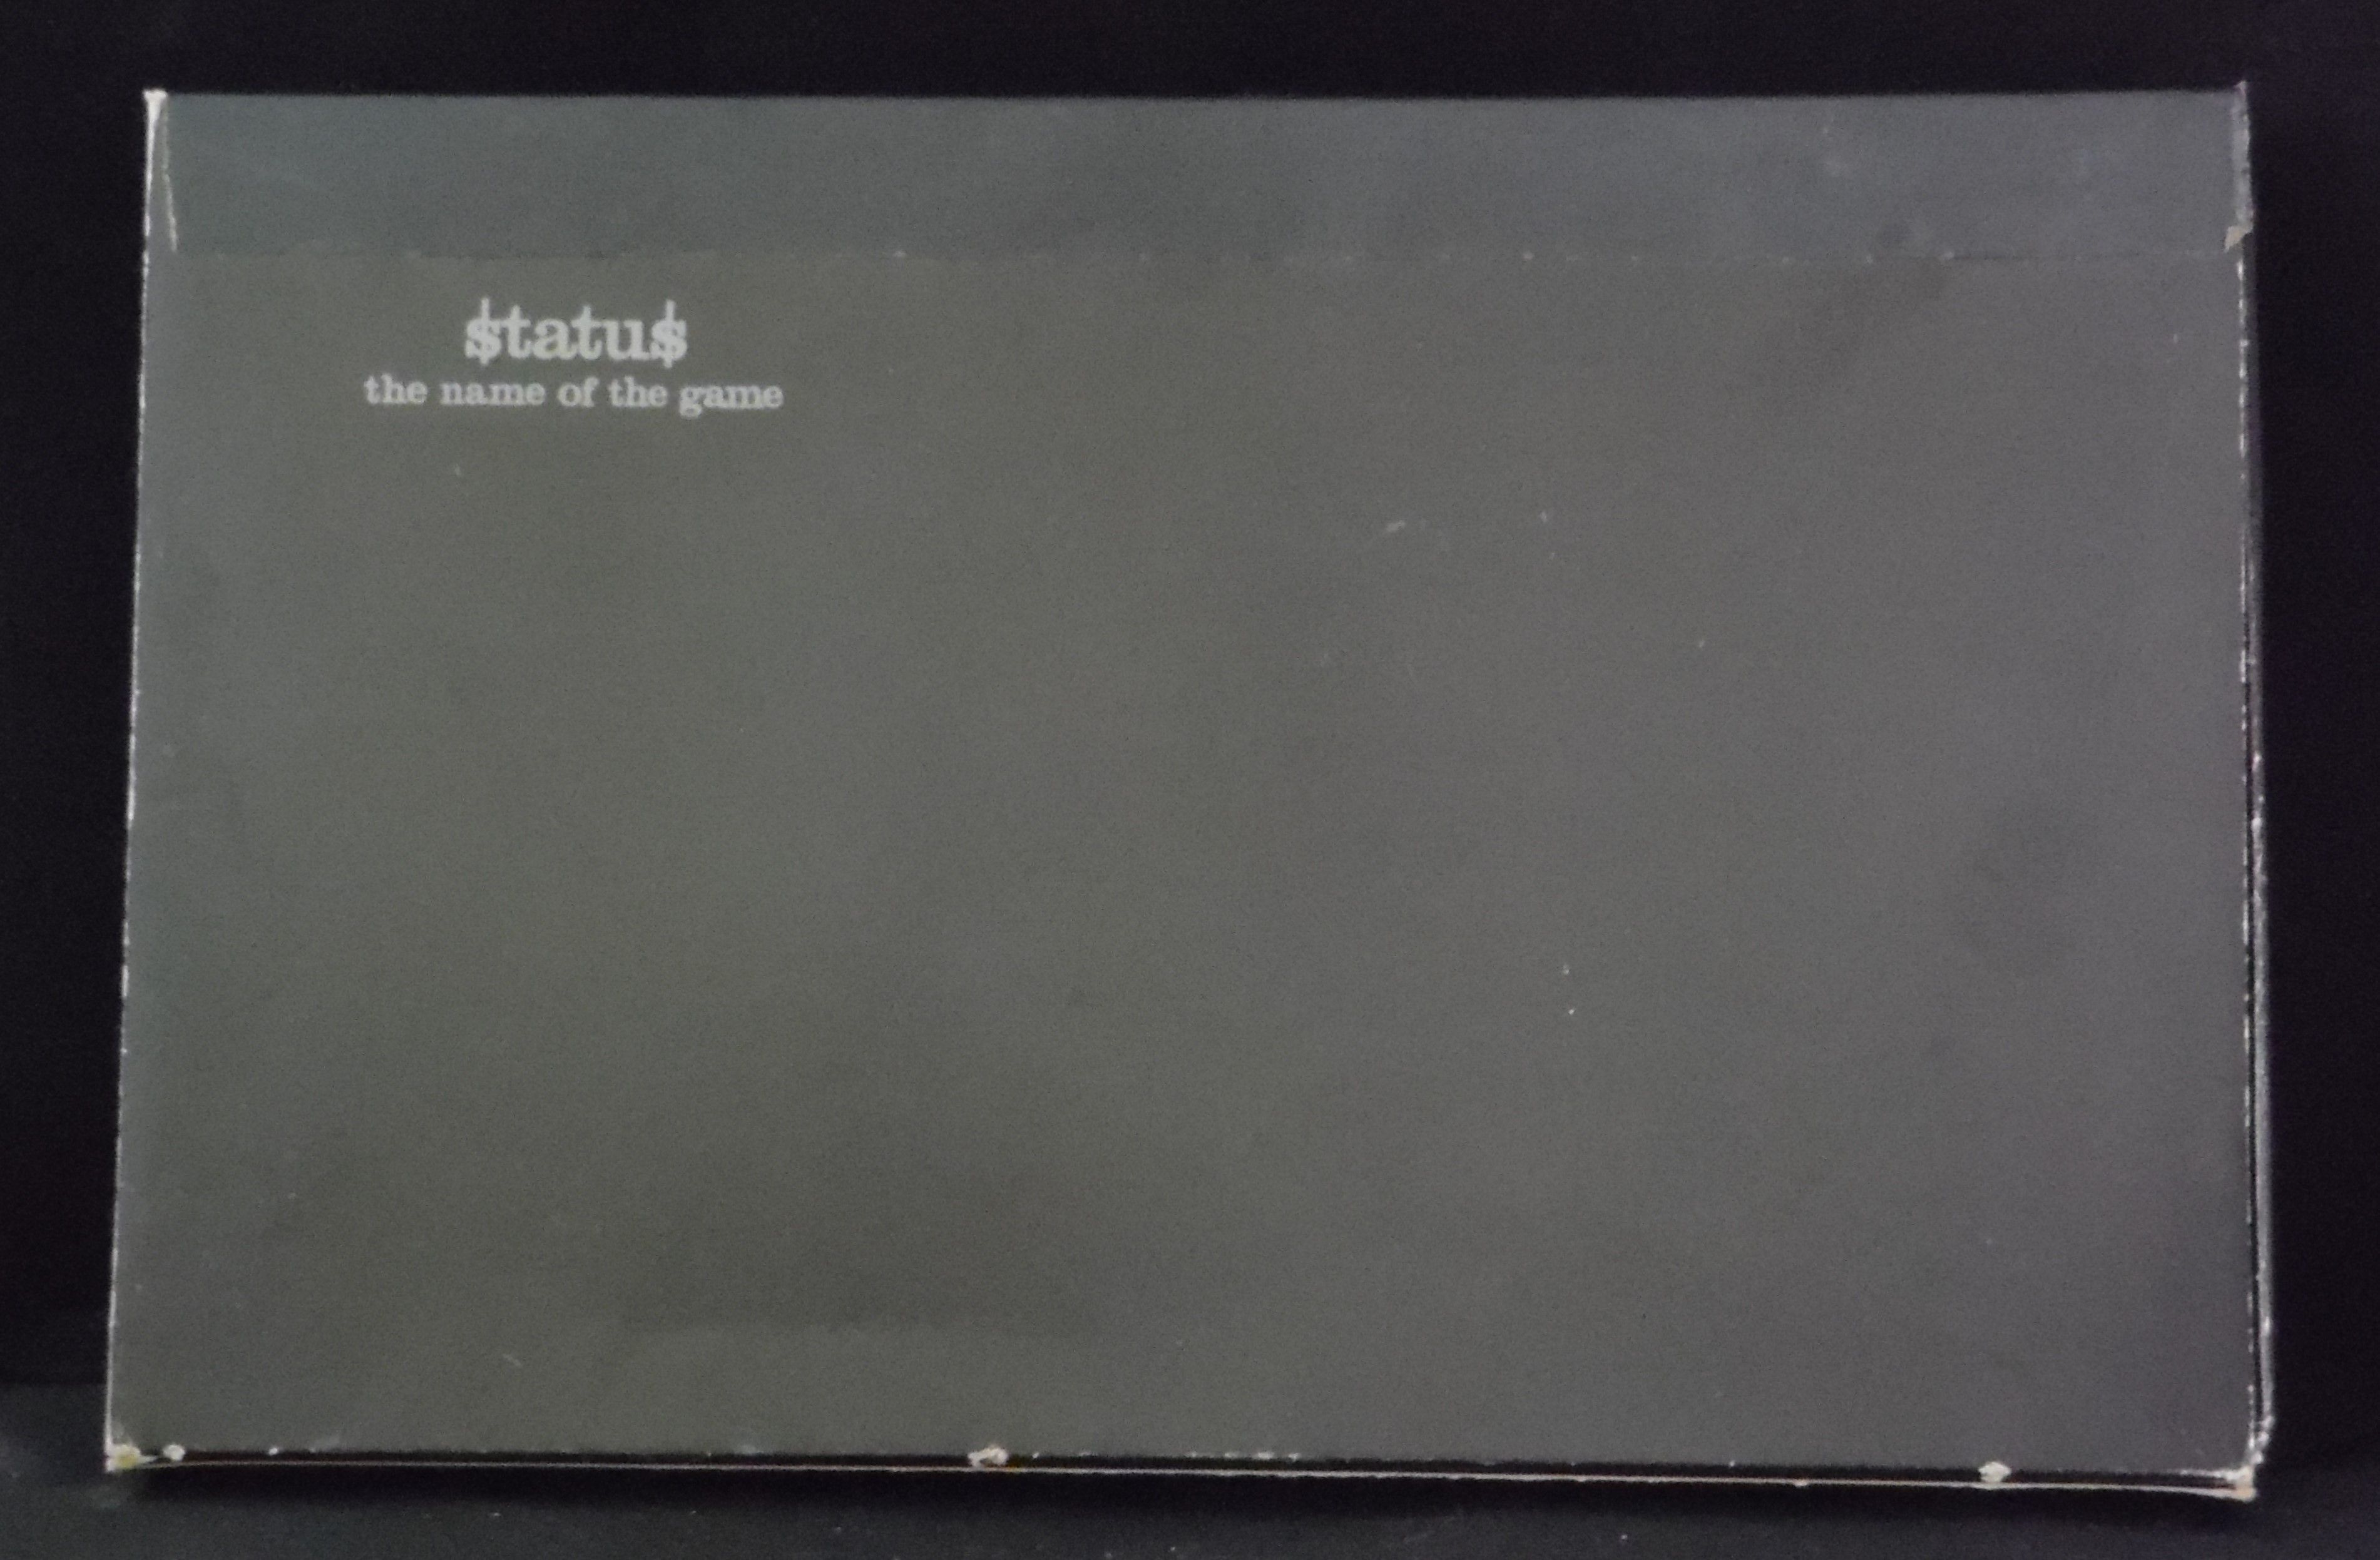 $tatu$
the name of the game